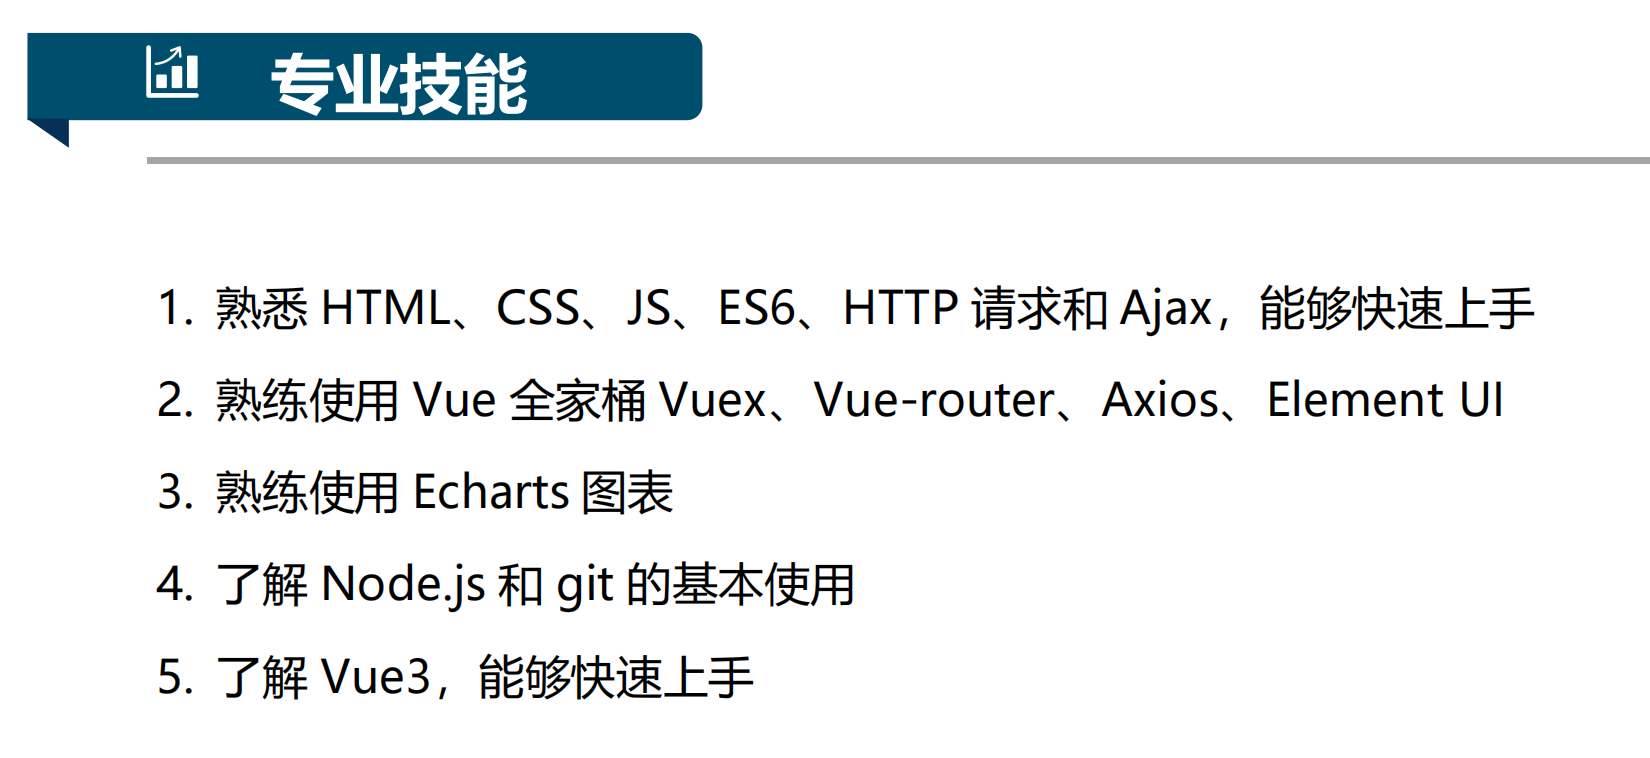 专业技能
1. 熟悉 HTML、CSS、JS、ES6、HTTP 请求和 Ajax，能够快速上手
2. 熟练使用 Vue 全家桶 Vuex、Vue-router、Axios、Element UI
3. 熟练使用 Echarts 图表
4. 了解 Node.js 和 git 的基本使用
5. 了解 Vue3，能够快速上手